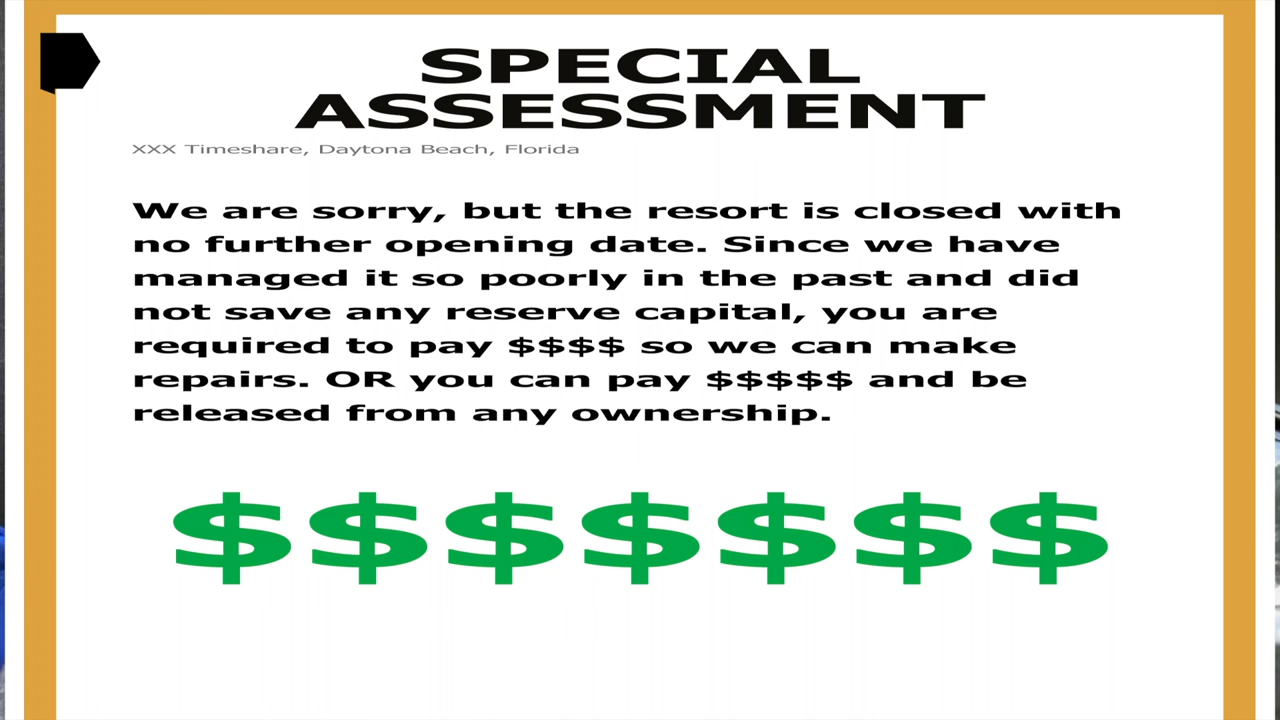 SPECIAL
ASSESSMENT
XXX Timeshare, Daytona Beach, Florida
We are sorry, but the resort is closed with
no further opening date. Since we have
managed it so poorly in the past and did
not save any reserve capital, you are
required to pay $$$$ so we can make
repairs. OR you can pay $$$$$ and be
released from any ownership.
$$$$$$$